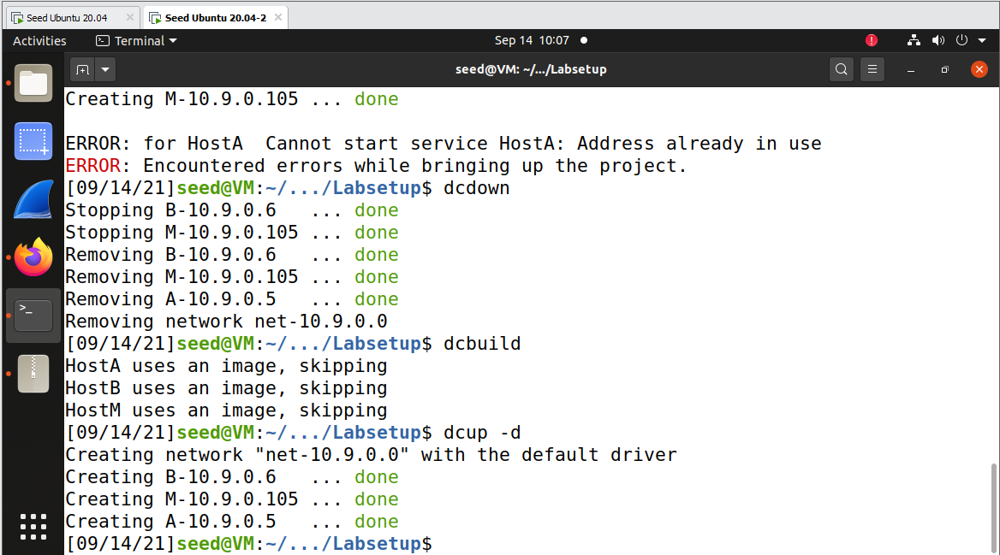 Seed Ubuntu 20.04
Seed Ubuntu 20.04-2
Activities Terminal Sep 14 10:07
seed@VM: ~/.../Labsetup
Creating M-10.9.0.105 ... done
ERROR: for HostA  Cannot start service HostA: Address already in use
ERROR: Encountered errors while bringing up the project.
[09/14/21]seed@VM:~/.../Labsetup$ dcdown
Stopping B-10.9.0.6   ... done
Stopping M-10.9.0.105 ... done
Removing B-10.9.0.6   ... done
Removing M-10.9.0.105 ... done
Removing A-10.9.0.5   ... done
Removing network net-10.9.0.0
[09/14/21]seed@VM:~/.../Labsetup$ dcbuild
HostA uses an image, skipping
HostB uses an image, skipping
HostM uses an image, skipping
[09/14/21]seed@VM:~/.../Labsetup$ dcup -d
Creating network "net-10.9.0.0" with the default driver
Creating B-10.9.0.6   ... done
Creating M-10.9.0.105 ... done
Creating A-10.9.0.5   ... done
[09/14/21]seed@VM:~/.../Labsetup$